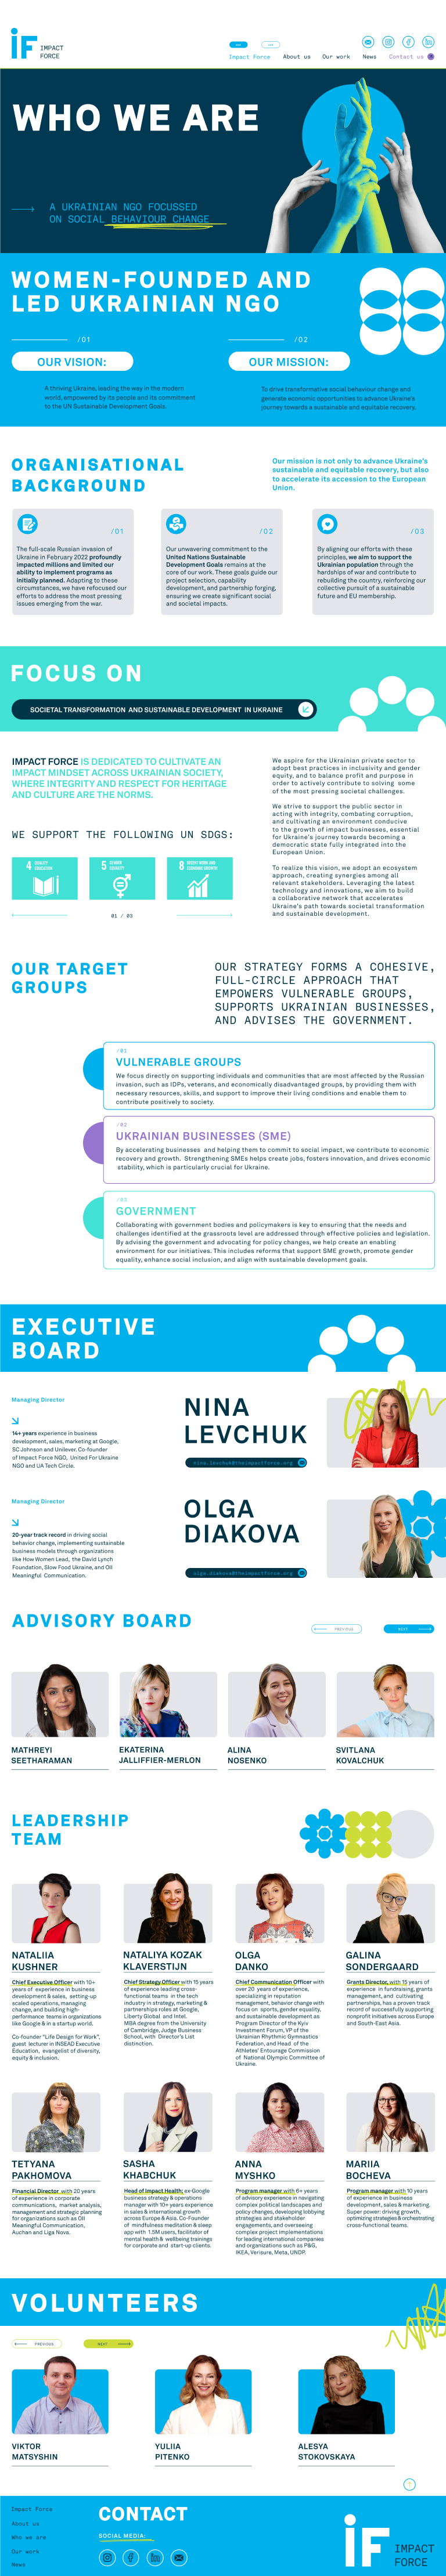 iF IMPACT
FORCE
Impact Force
About us
Our work
News
Contact us
WHO WE ARE
A UKRAINIAN NGO FOCUSSED
ON SOCIAL BEHAVIOUR CHANGE
WOMEN-FOUNDED AND
LED UKRAINIAN NGO
/01
OUR VISION:
A thriving Ukraine, leading the way in the modern
world, empowered by its people and its commitment
to the UN Sustainable Development Goals.
/02
OUR MISSION:
To drive transformative social behaviour change and
generate economic opportunities to advance Ukraine's
journey towards a sustainable and equitable recovery.
ORGANISATIONAL
BACKGROUND
Our mission is not only to advance Ukraine's
sustainable and equitable recovery, but also
to accelerate its accession to the European
Union.
/01
The full-scale Russian invasion of
Ukraine in February 2022 profoundly
impacted millions and limited our
ability to implement programs as
initially planned. Adapting to these
circumstances, we have refocused our
efforts to address the most pressing
issues emerging from the war.
/02
Our unwavering commitment to the
United Nations Sustainable
Development Goals remains at the
core of our work. These goals guide our
project selection, capability
development, and partnership forging,
ensuring we create significant social
and societal impacts.
/03
By aligning our efforts with these
principles, we aim to support the
Ukrainian population through the
hardships of war and contribute to
rebuilding the country, reinforcing our
collective pursuit of a sustainable
future and EU membership.
FOCUS ON
SOCIETAL TRANSFORMATION AND SUSTAINABLE DEVELOPMENT IN UKRAINE
IMPACT FORCE IS DEDICATED TO CULTIVATE AN
IMPACT MINDSET ACROSS UKRAINIAN SOCIETY,
WHERE INTEGRITY AND RESPECT FOR HERITAGE
AND CULTURE ARE THE NORMS.
WE SUPPORT THE FOLLOWING UN SDGS:
4 QUALITY
EDUCATION
5 GENDER
EQUALITY
8 DECENT WORK AND
ECONOMIC GROWTH
01 / 03
We aspire for the Ukrainian private sector to
adopt best practices in inclusivity and gender
equity, and to balance profit and purpose in
order to actively contribute to solving some
of the most pressing societal challenges.
We strive to support the public sector in
acting with integrity, combating corruption,
and cultivating an environment conducive
to the growth of impact businesses, essential
for Ukraine's journey towards becoming a
democratic state fully integrated into the
European Union.
To realize this vision, we adopt an ecosystem
approach, creating synergies among all
relevant stakeholders. Leveraging the latest
technology and innovations, we aim to build
a collaborative network that accelerates
Ukraine's path towards societal transformation
and sustainable development.
OUR TARGET
GROUPS
OUR STRATEGY FORMS A COHESIVE,
FULL-CIRCLE APPROACH THAT
EMPOWERS VULNERABLE GROUPS,
SUPPORTS UKRAINIAN BUSINESSES,
AND ADVISES THE GOVERNMENT.
/01
VULNERABLE GROUPS
We focus directly on supporting individuals and communities that are most affected by the Russian
invasion, such as IDPs, veterans, and economically disadvantaged groups, by providing them with
necessary resources, skills, and support to improve their living conditions and enable them to
contribute positively to society.
/02
UKRAINIAN BUSINESSES (SME)
By accelerating businesses and helping them to commit to social impact, we contribute to economic
recovery and growth. Strengthening SMEs helps create jobs, fosters innovation, and drives economic
stability, which is particularly crucial for Ukraine.
/03
GOVERNMENT
Collaborating with government bodies and policymakers is key to ensuring that the needs and
challenges identified at the grassroots level are addressed through effective policies and legislation.
By advising the government and advocating for policy changes, we help create an enabling
environment for our initiatives. This includes reforms that support SME growth, promote gender
equality, enhance social inclusion, and align with sustainable development goals.
EXECUTIVE
BOARD
Managing Director
14+ years experience in business
development, sales, marketing at Google,
SC Johnson and Unilever. Co-founder
of Impact Force NGO, United For Ukraine
NGO and UA Tech Circle.
NINA
LEVCHUK
nina.levchuk@theimpactforce.org
Managing Director
20-year track record in driving social
behavior change, implementing sustainable
business models through organizations
like How Women Lead, the David Lynch
Foundation, Slow Food Ukraine, and OII
Meaningful Communication.
OLGA
DIAKOVA
olga.diakova@theimpactforce.org
ADVISORY BOARD
PREVIOUS
NEXT
MATHREYI
SEETHARAMAN
EKATERINA
JALLIFFIER-MERLON
ALINA
NOSENKO
SVITLANA
KOVALCHUK
LEADERSHIP
TEAM
NATALIIA
KUSHNER
Chief Executive Officer with 10+
years of experience in business
development & sales, setting-up
scaled operations, managing
change, and building high-
performance teams in organizations
like Google & in a startup world.
Co-founder "Life Design for Work",
guest lecturer in INSEAD Executive
Education, evangelist of diversity,
equity & inclusion.
NATALIYA KOZAK
KLAVERSTIJN
Chief Strategy Officer with 15 years
of experience leading cross-
functional teams in the tech
industry in strategy, marketing &
partnerships roles at Google,
Liberty Global and Intel.
MBA degree from the University
of Cambridge, Judge Business
School, with Director's List
distinction.
OLGA
DANKO
Chief Communication Officer with
over 20 years of experience,
specializing in reputation
management, behavior change with
focus on sports, gender equality,
and sustainable development as
Program Director of the Kyiv
Investment Forum, VP of the
Ukrainian Rhythmic Gymnastics
Federation, and Head of the
Athletes' Entourage Commission
of National Olympic Committee of
Ukraine.
GALINA
SONDERGAARD
Grants Director, with 15 years of
experience in fundraising, grants
management, and cultivating
partnerships, has a proven track
record of successfully supporting
nonprofit initiatives across Europe
and South-East Asia.
TETYANA
PAKHOMOVA
Financial Director with 20 years
of experience in corporate
communications, market analysis,
management and strategic planning
for organizations such as OII
Meaningful Communication,
Auchan and Liga Nova.
SASHA
KHABCHUK
Head of Impact Health; ex-Google
business strategy & operations
manager with 10+ years experience
in sales & international growth
across Europe & Asia. Co-Founder
of mindfulness meditation & sleep
app with 1.5M users, facilitator of
mental health & wellbeing trainings
for corporate and start-up clients.
ANNA
MYSHKO
Program manager with 6+ years
of advisory experience in navigating
complex political landscapes and
policy changes, developing lobbying
strategies and stakeholder
engagements, and overseeing
complex project implementations
for leading international businesses
and organizations such as P&G,
IKEA, Verisure, Meta, UNDP.
MARIIA
BOCHEVA
Program manager with 10 years
of experience in business
development, sales & marketing.
Super power: driving growth,
optimizing strategies & orchestrating
cross-functional teams.
VOLUNTEERS
PREVIOUS
NEXT
VIKTOR
MATSYSHIN
YULIIA
PITENKO
ALESYA
STOKOVSKAYA
Impact Force
About us
Who we are
Our work
News
CONTACT
SOCIAL MEDIA:
iF IMPACT
FORCE